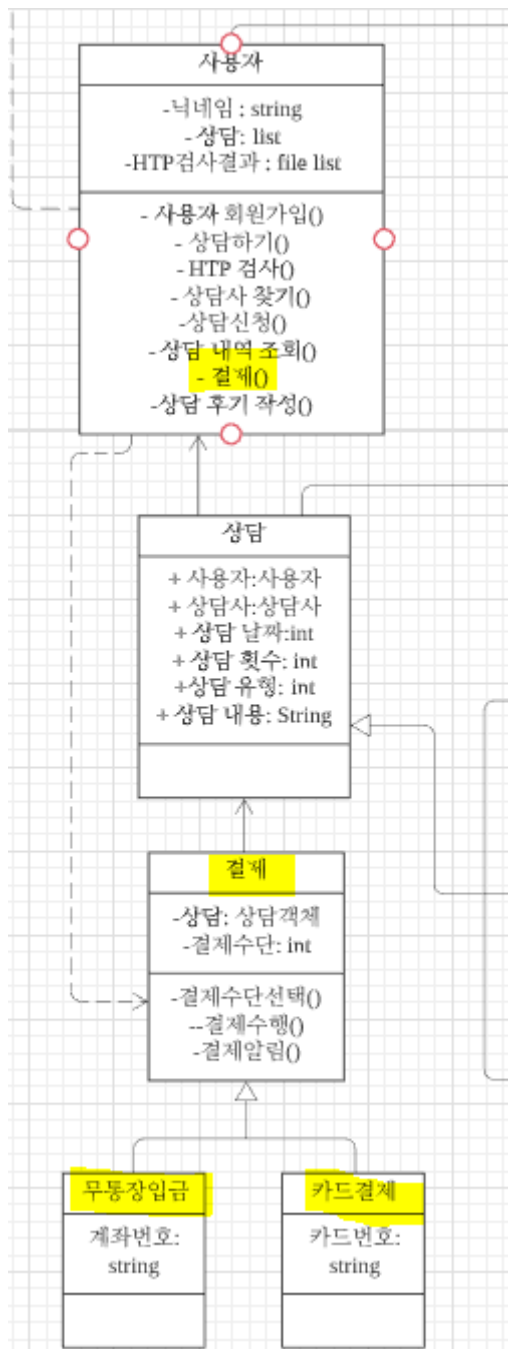 사용자
-닉네임 : string
- 상담: list
-HTP검사결과 : file list
- 사용자 회원가입()
- 상담하기()
- HTP 검사()
- 상담사 찾기()
-상담신청()
-상담 내역 조회()
- 결제()
-상담 후기 작성()
상담
+ 사용자:사용자
+ 상담사:상담사
+ 상담 날짜:int
+ 상담 횟수: int
+상담 유형: int
+ 상담 내용: String
결제
-상담: 상담객체
-결제수단: int
-결제수단선택()
--결제수행()
-결제알림()
무통장입금
계좌번호:
string
카드결제
카드번호:
string